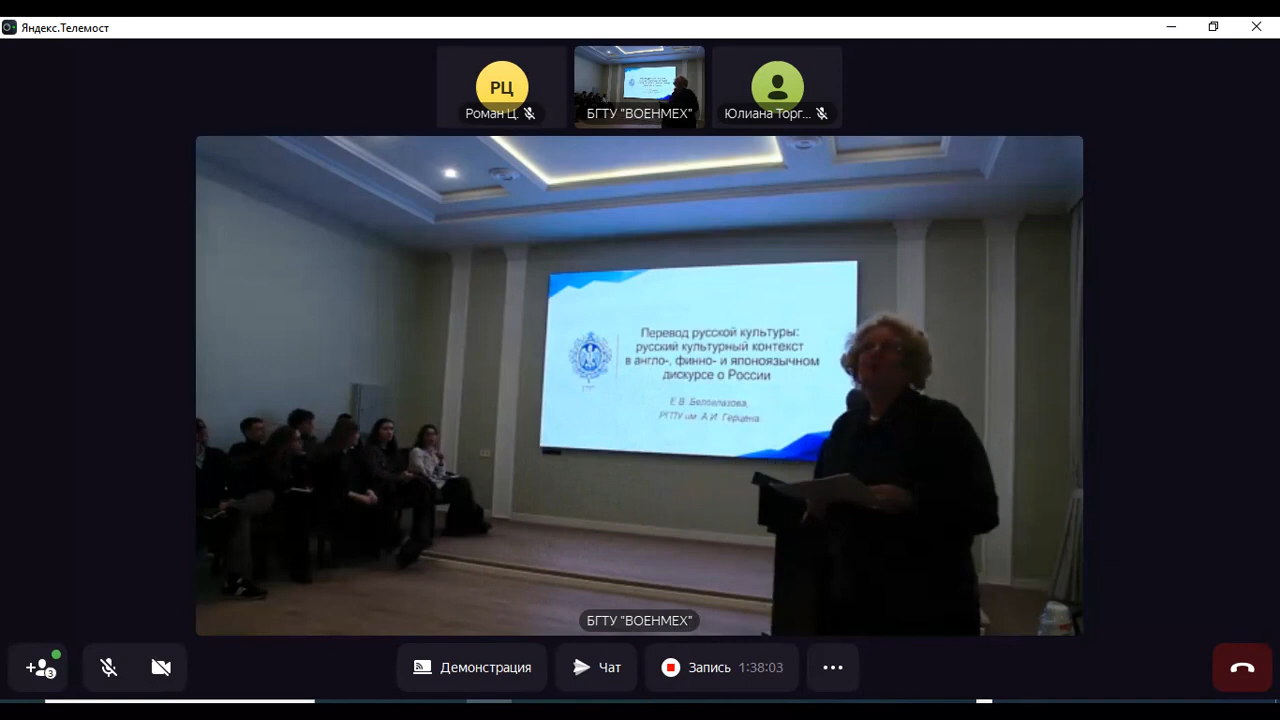 Яндекс.Телемост
РЦ
Роман Ц.
БГТУ "ВОЕНМЕХ"
Юлиана Торг...
Перевод русской культуры:
русский культурный контекст
в англо-, финно- и японоязычном
дискурсе о России
Е.В. Белоглазова,
РГПУ им. А.И. Герцена
БГТУ "ВОЕНМЕХ"
3
Демонстрация
Чат
Запись 1:38:03